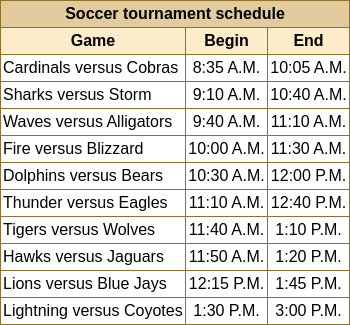 Soccer tournament schedule
Game Begin End
Cardinals versus Cobras 8:35 A.M. 10:05 A.M.
Sharks versus Storm 9:10 A.M. 10:40 A.M.
Waves versus Alligators 9:40 A.M. 11:10 A.M.
Fire versus Blizzard 10:00 A.M. 11:30 A.M.
Dolphins versus Bears 10:30 A.M. 12:00 P.M.
Thunder versus Eagles 11:10 A.M. 12:40 P.M.
Tigers versus Wolves 11:40 A.M. 1:10 P.M.
Hawks versus Jaguars 11:50 A.M. 1:20 P.M.
Lions versus Blue Jays 12:15 P.M. 1:45 P.M.
Lightning versus Coyotes 1:30 P.M. 3:00 P.M.